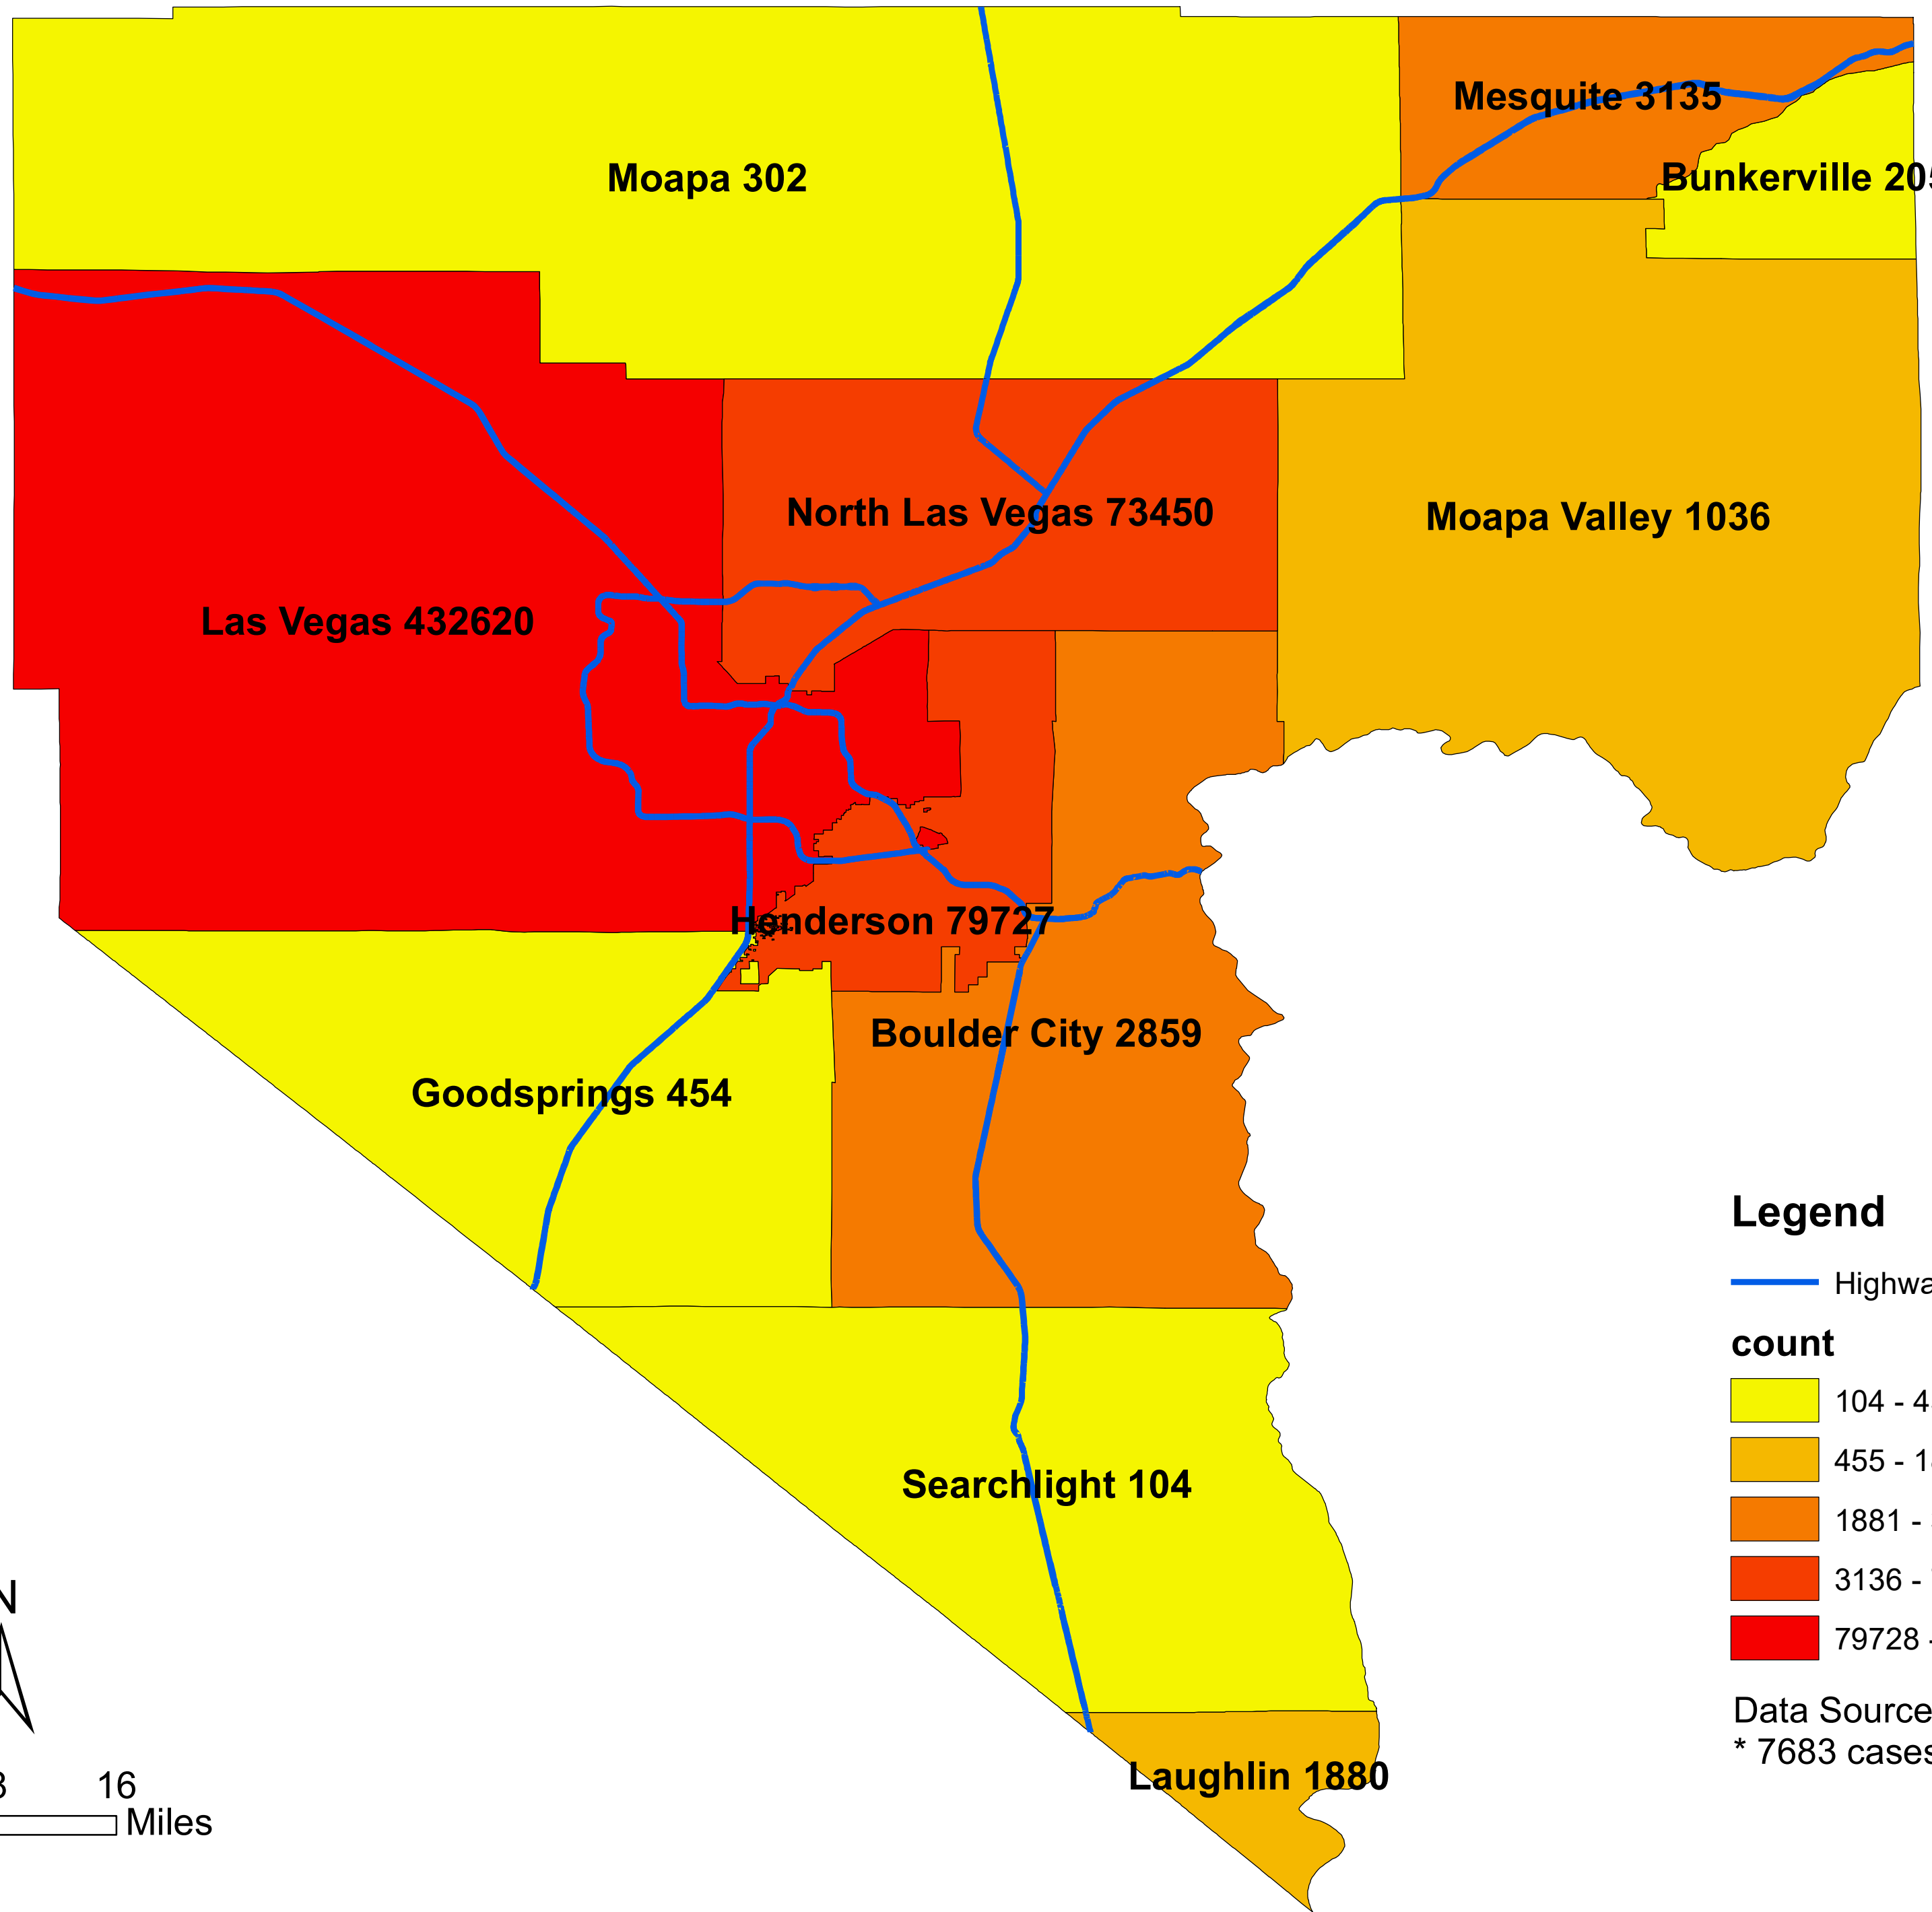 Mesquite 3135
Moapa 302
Bunkerville 205
North Las Vegas 73450
Moapa Valley 1036
Las Vegas 432620
Henderson 79727
Boulder City 2859
Goodsprings 454
Legend
count
104 - 4
455 - 1
1881 -
Searchlight 104
3136 -
N
79728 -
Data Source
* 7683 cases
Laughlin 1880
16
Miles